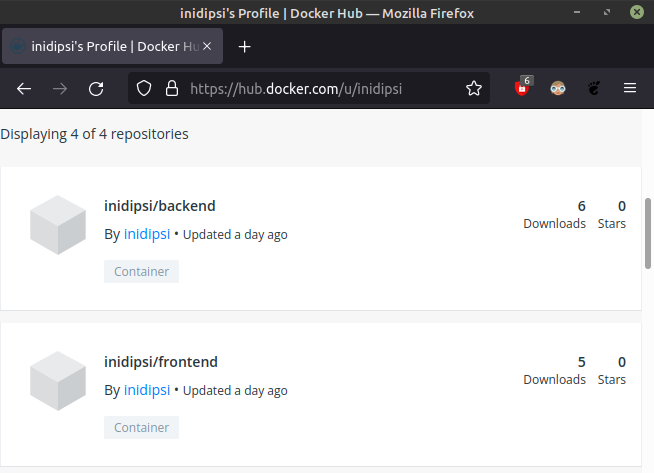 inidipsi's Profile | Docker Hub — Mozilla Firefox
inidipsi's Profile | Docker Hu
https://hub.docker.com/u/inidipsi
6
Displaying 4 of 4 repositories
inidipsi/backend
6 0
By inidipsi • Updated a day ago
Downloads Stars
Container
inidipsi/frontend
5 0
By inidipsi • Updated a day ago
Downloads Stars
Container